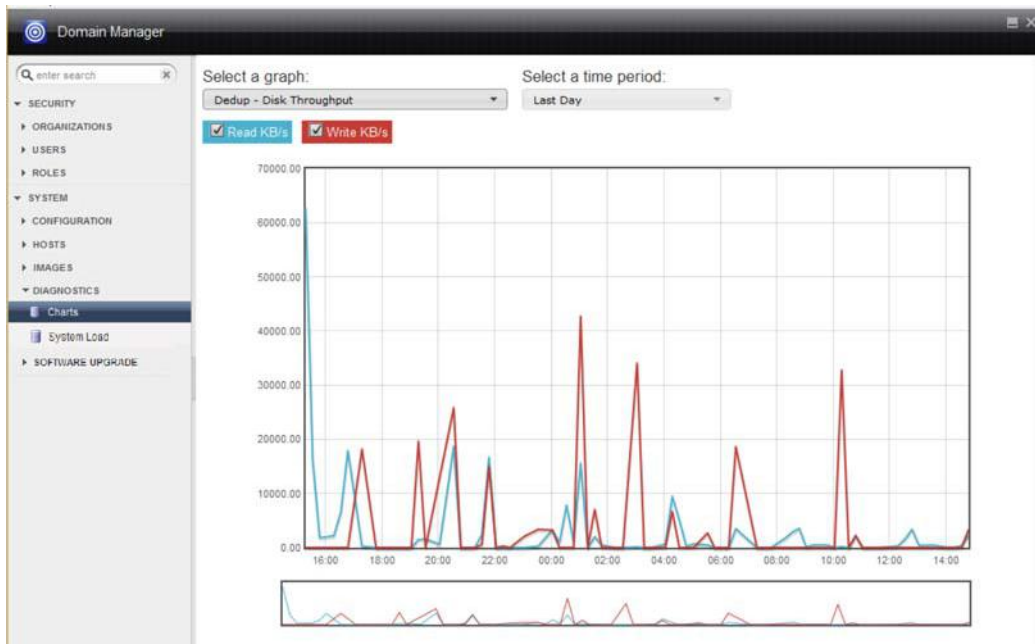 Domain Manager
enter search
SECURITY
ORGANIZATIONS
USERS
ROLES
SYSTEM
CONFIGURATION
HOSTS
IMAGES
DIAGNOSTICS
Charts
System Load
SOFTWARE UPGRADE
Select a graph: Select a time period:
Dedup - Disk Throughput Last Day
Read KB/s Write KB/s
70000.00
60000.00
50000.00
40000.00
30000.00
20000.00
10000.00
0.00
16:00 18:00 20:00 22:00 00:00 02:00 04:00 06:00 08:00 10:00 12:00 14:00